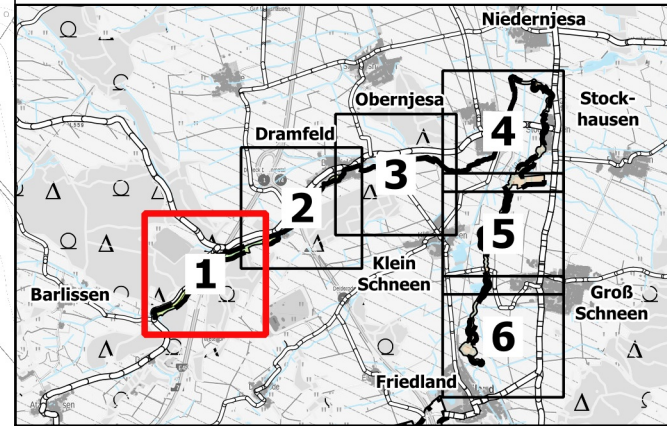 Niedernjesa
Obernjesa
Stock-
hausen
Dramfeld
4
3
2
5
1
Klein
Schneen
Barlissen
Groß
Schneen
6
Friedland